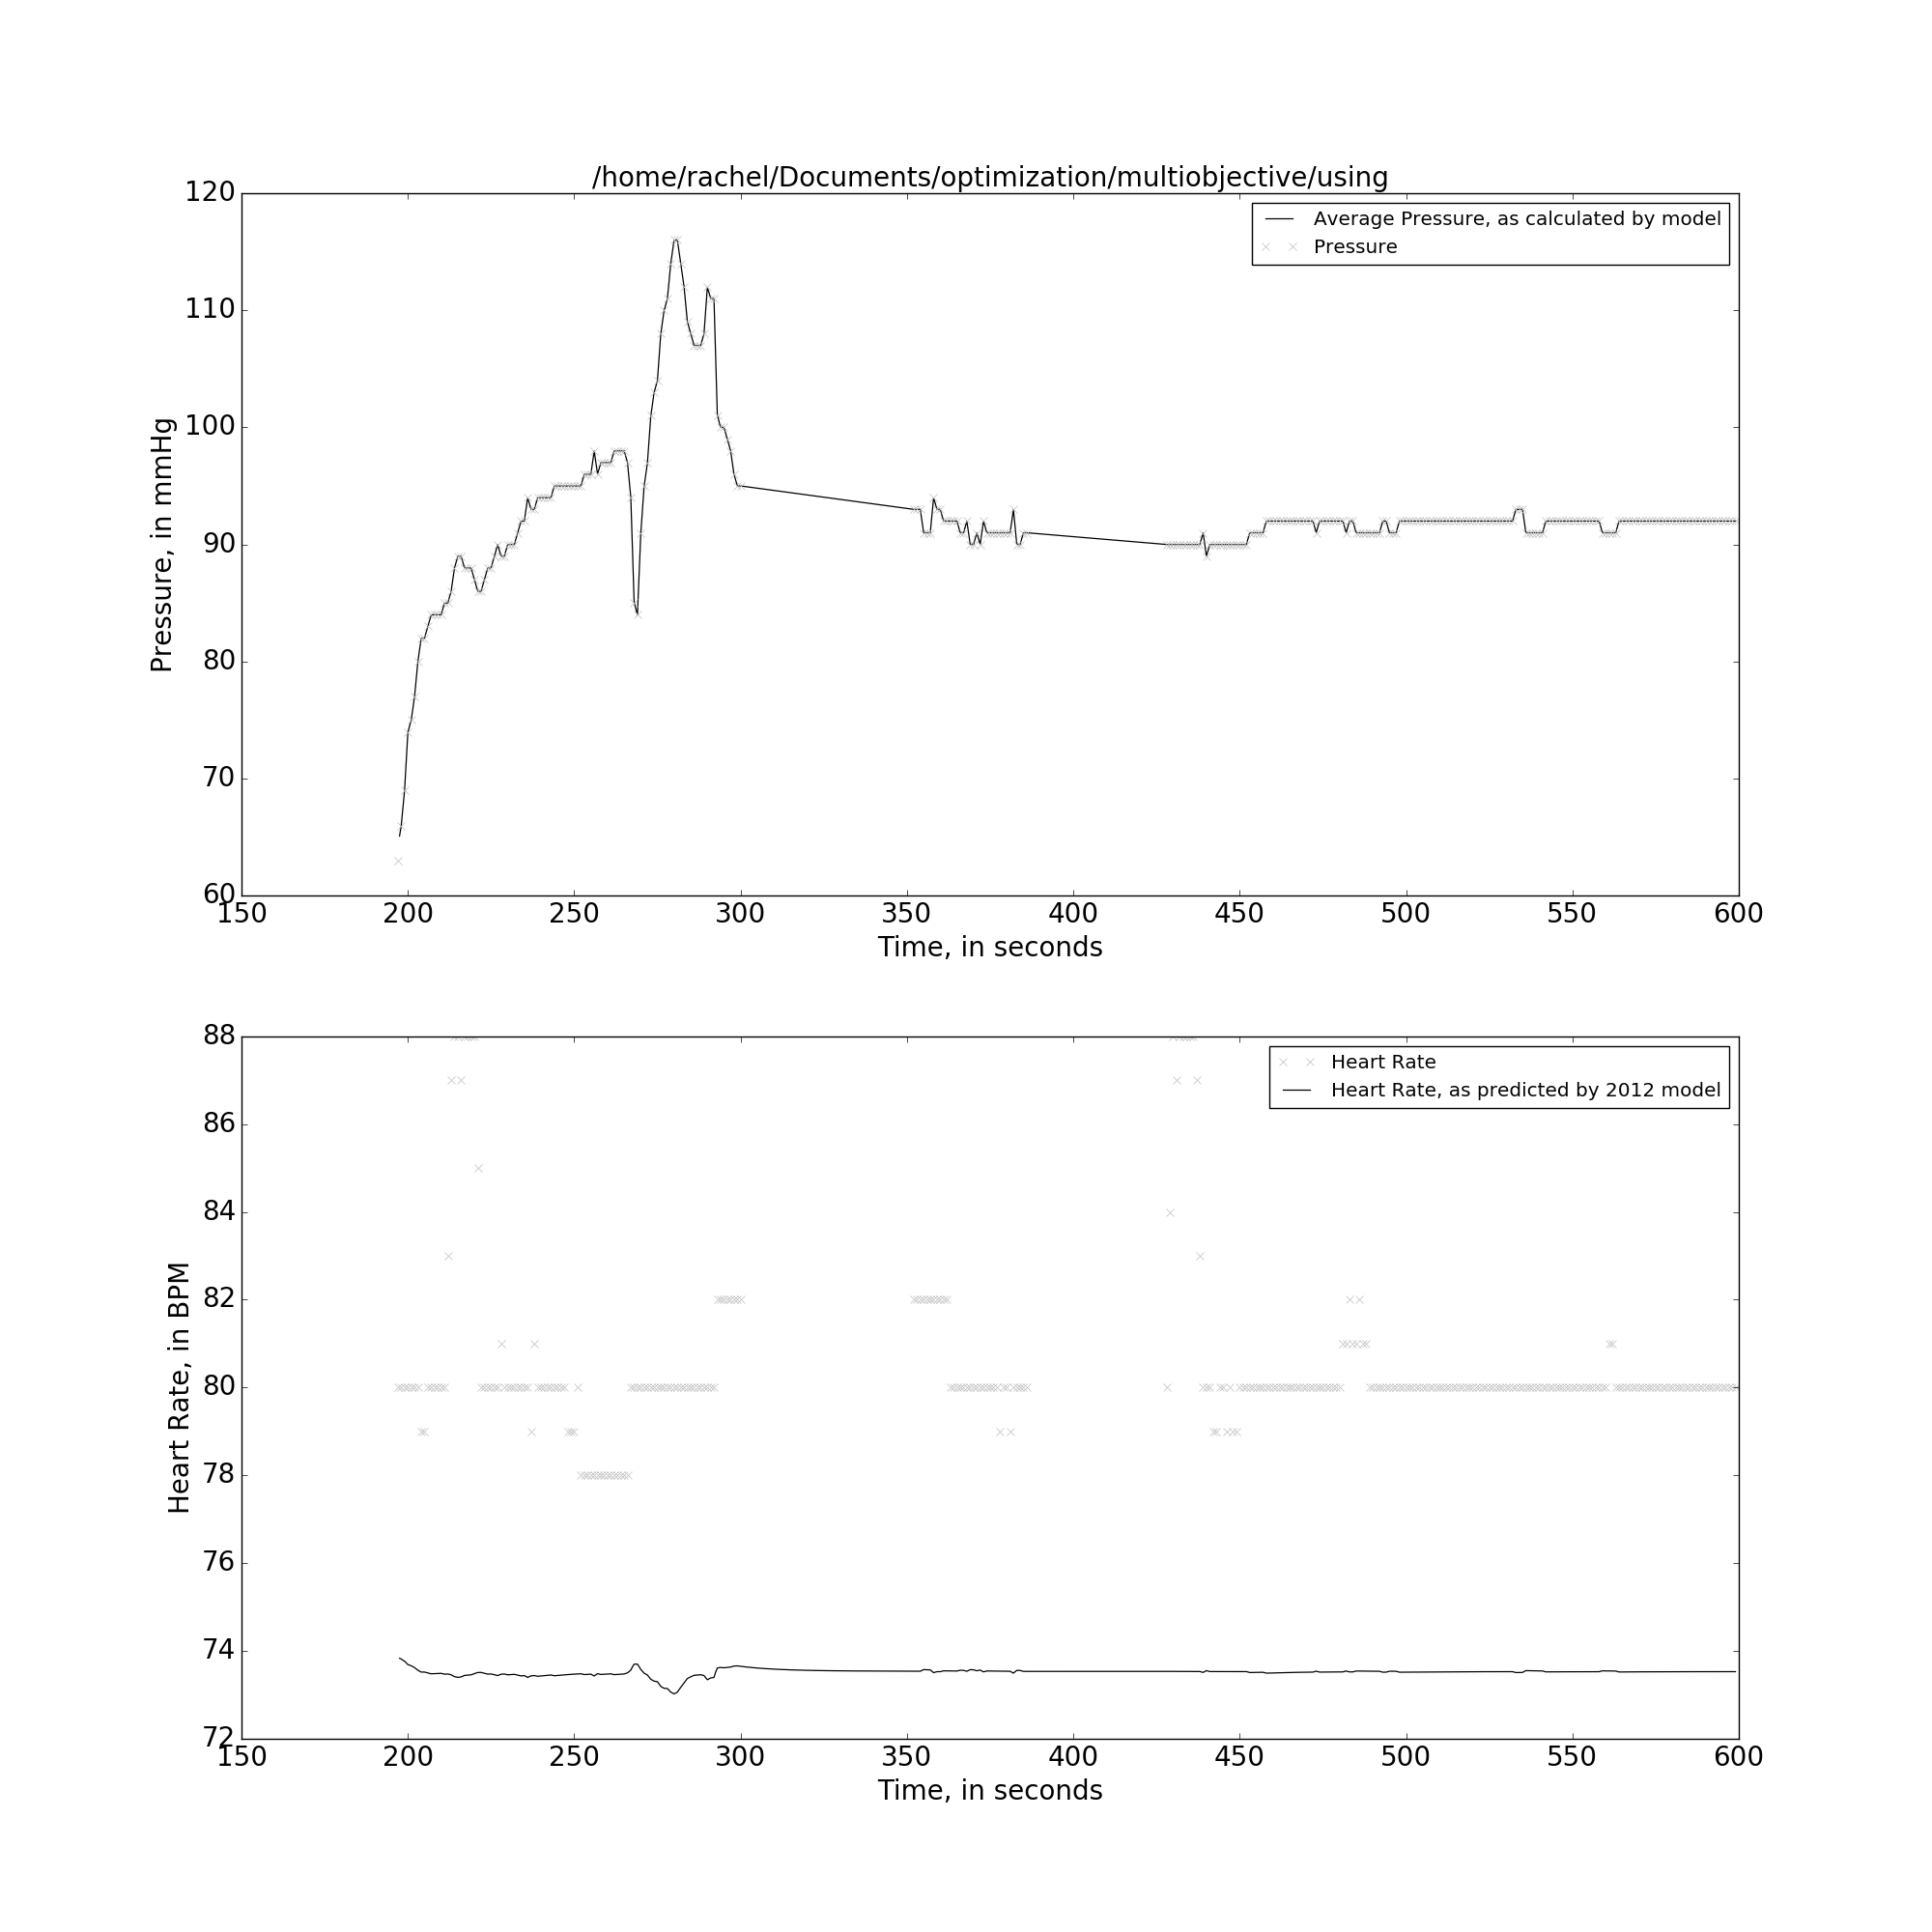 /home/rachel/Documents/optimization/multiobjective/using
120
110
100
90
80
70
60
Pressure, in mmHg
Average Pressure, as calculated by model
Pressure
150 200 250 300 350 400 450 500 550 600
Time, in seconds
88
86
84
82
80
78
76
74
72
Heart Rate, in BPM
Heart Rate
Heart Rate, as predicted by 2012 model
150 200 250 300 350 400 450 500 550 600
Time, in seconds